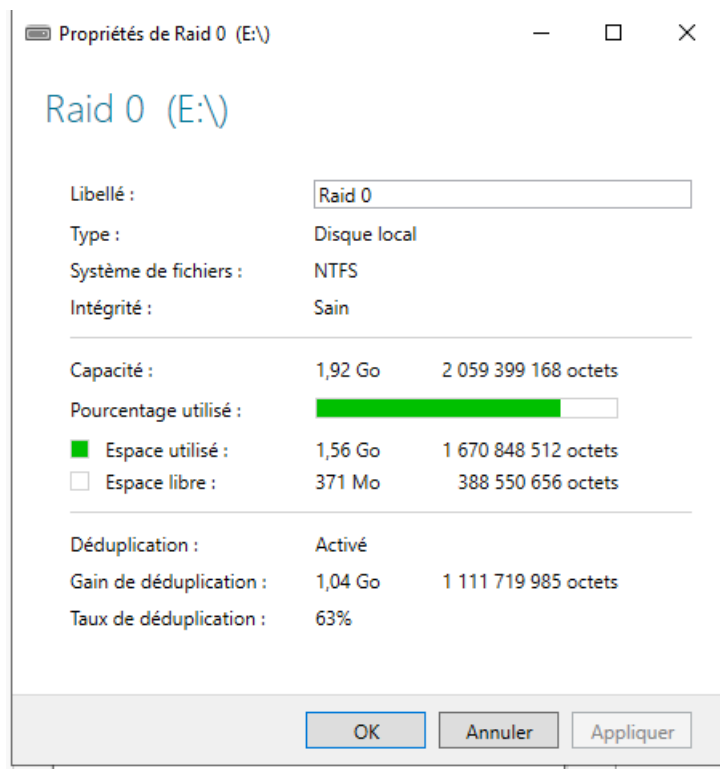 Propriétés de Raid 0 (E:\)
Raid 0 (E:\)
Libellé : Raid 0
Type : Disque local
Système de fichiers : NTFS
Intégrité : Sain
Capacité : 1,92 Go 2 059 399 168 octets
Pourcentage utilisé :
Espace utilisé : 1,56 Go 1 670 848 512 octets
Espace libre : 371 Mo 388 550 656 octets
Déduplication : Activé
Gain de déduplication : 1,04 Go 1 111 719 985 octets
Taux de déduplication : 63%
OK Annuler Appliquer